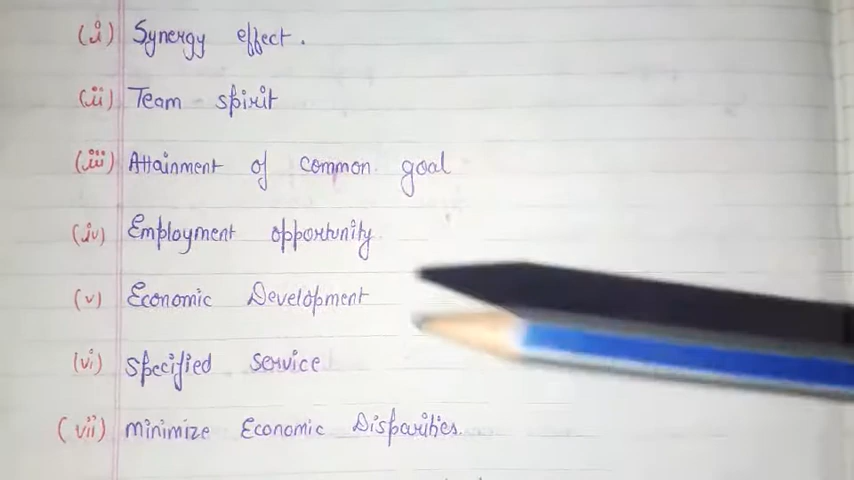 (i) Synergy effect.
(ii) Team - spirit
(iii) Attainment of common goal
(iv) Employment opportunity
(v) Economic Development
(vi) specified service
(vii) minimize Economic Disparities.